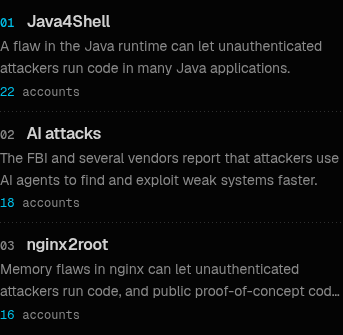 01 Java4Shell
A flaw in the Java runtime can let unauthenticated
attackers run code in many Java applications.
22 accounts
02 AI attacks
The FBI and several vendors report that attackers use
AI agents to find and exploit weak systems faster.
18 accounts
03 nginx2root
Memory flaws in nginx can let unauthenticated
attackers run code, and public proof-of-concept cod…
16 accounts